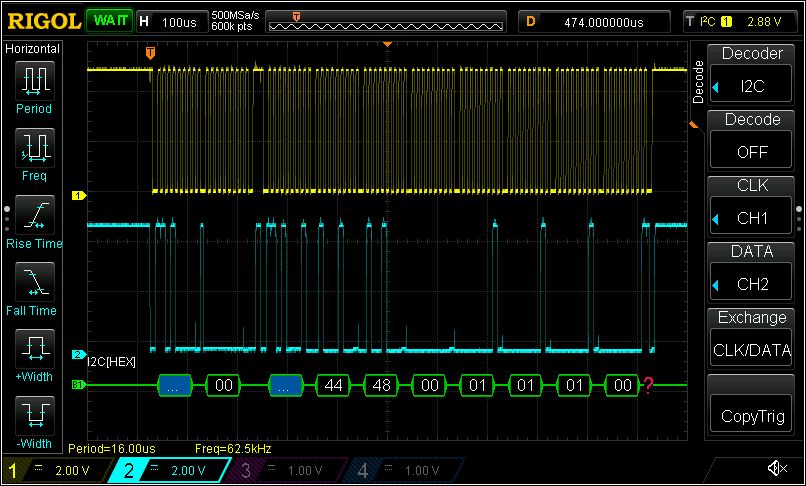 RIGOL WAIT H 100us 500MSa/s 600k pts T D 474.000000us T I²C 1 2.88 V
Horizontal
Period
Freq
Rise Time
Fall Time
+Width
-Width
T
1
2
I2C[HEX]
B1 ... 00 ... 44 48 00 01 01 01 00 ?
Period=16.00us Freq=62.5kHz
Decode
Decoder
I2C
Decode
OFF
CLK
CH1
DATA
CH2
Exchange
CLK/DATA
CopyTrig
1 2.00 V 2 2.00 V 3 1.00 V 4 1.00 V